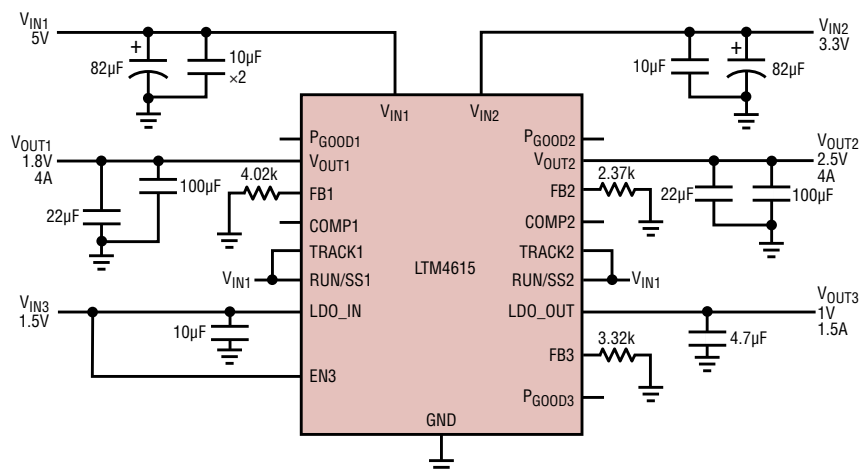 VIN1
5V
82µF
10µF
×2
VIN2
3.3V
10µF
82µF
VIN1
VIN2
PGOOD1
PGOOD2
VOUT1
1.8V
4A
100µF
22µF
4.02k
VOUT1
FB1
COMP1
TRACK1
RUN/SS1
VIN1
LTM4615
VOUT2
FB2
2.37k
COMP2
TRACK2
RUN/SS2
VIN1
22µF
100µF
VOUT2
2.5V
4A
VIN3
1.5V
10µF
LDO_IN
EN3
LDO_OUT
FB3
3.32k
PGOOD3
4.7µF
VOUT3
1V
1.5A
GND